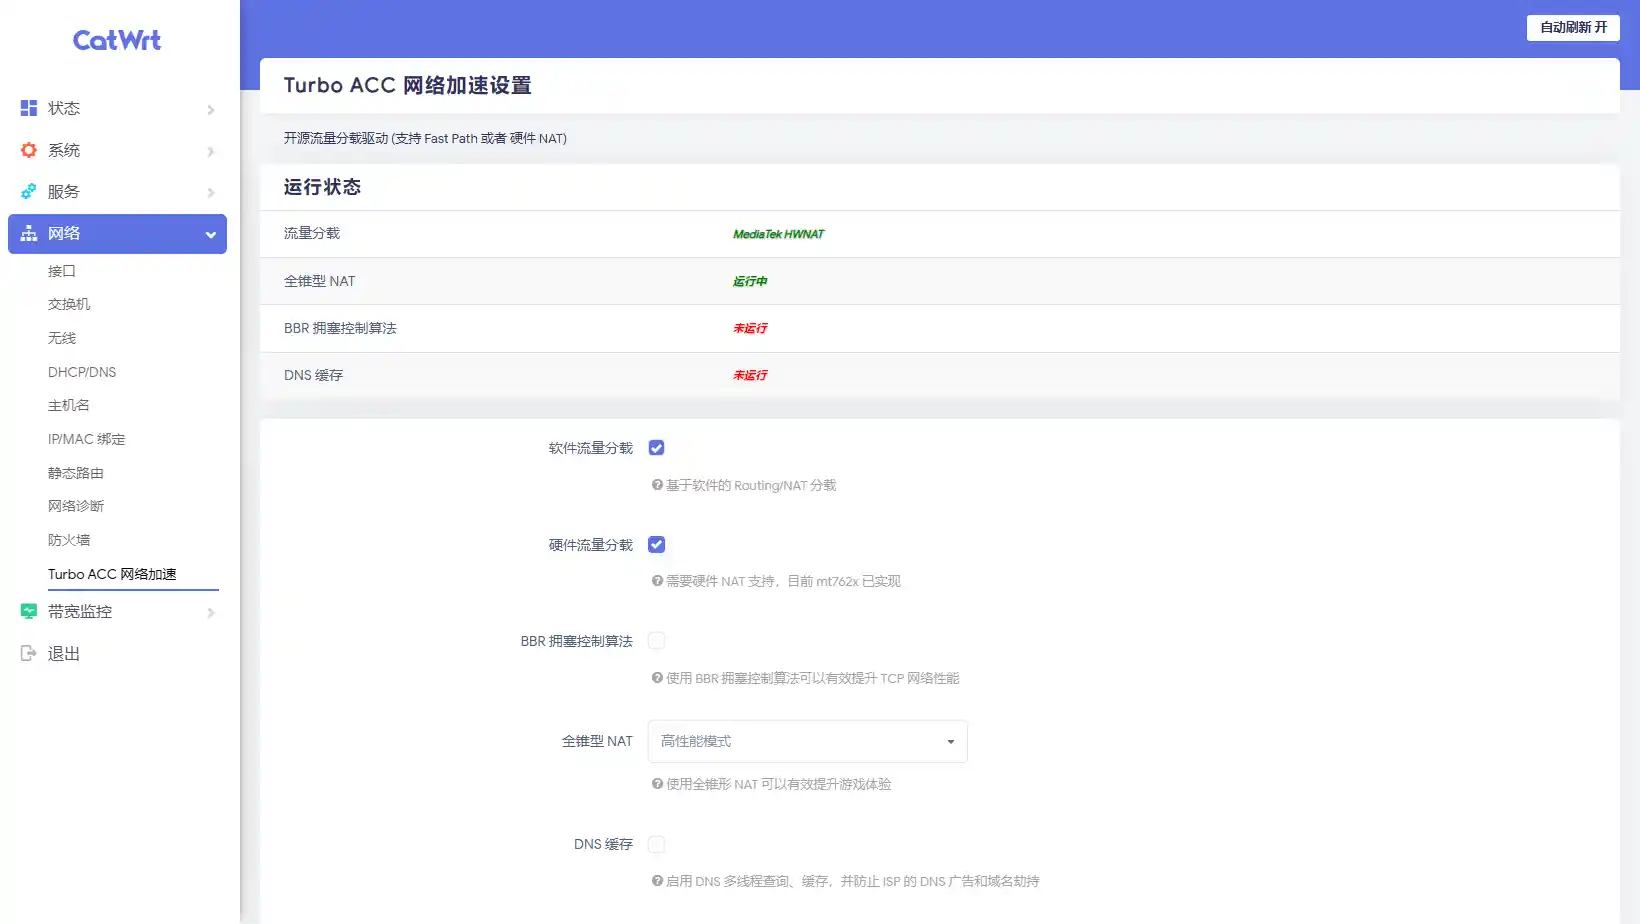 CatWrt
状态
系统
服务
网络
接口
交换机
无线
DHCP/DNS
主机名
IP/MAC 绑定
静态路由
网络诊断
防火墙
Turbo ACC 网络加速
带宽监控
退出
自动刷新 开
Turbo ACC 网络加速设置
开源流量分载驱动 (支持 Fast Path 或者 硬件 NAT)
运行状态
流量分载 MediaTek HWNAT
全锥型 NAT 运行中
BBR 拥塞控制算法 未运行
DNS 缓存 未运行
软件流量分载
基于软件的 Routing/NAT 分载
硬件流量分载
需要硬件 NAT 支持，目前 mt762x 已实现
BBR 拥塞控制算法
使用 BBR 拥塞控制算法可以有效提升 TCP 网络性能
全锥型 NAT 高性能模式
使用全锥形 NAT 可以有效提升游戏体验
DNS 缓存
启用 DNS 多线程查询、缓存，并防止 ISP 的 DNS 广告和域名劫持